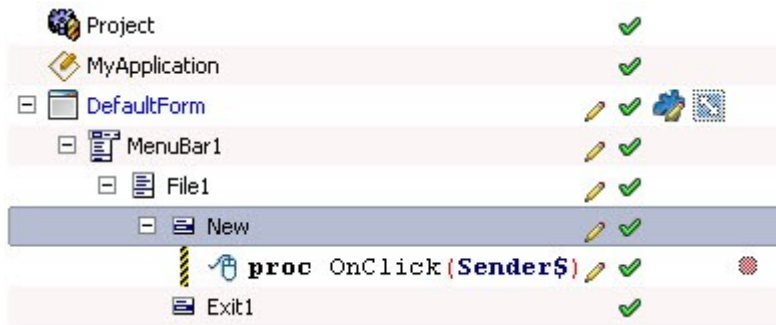 Project
MyApplication
DefaultForm
MenuBar1
File1
New
proc OnClick(Sender$)
Exit1